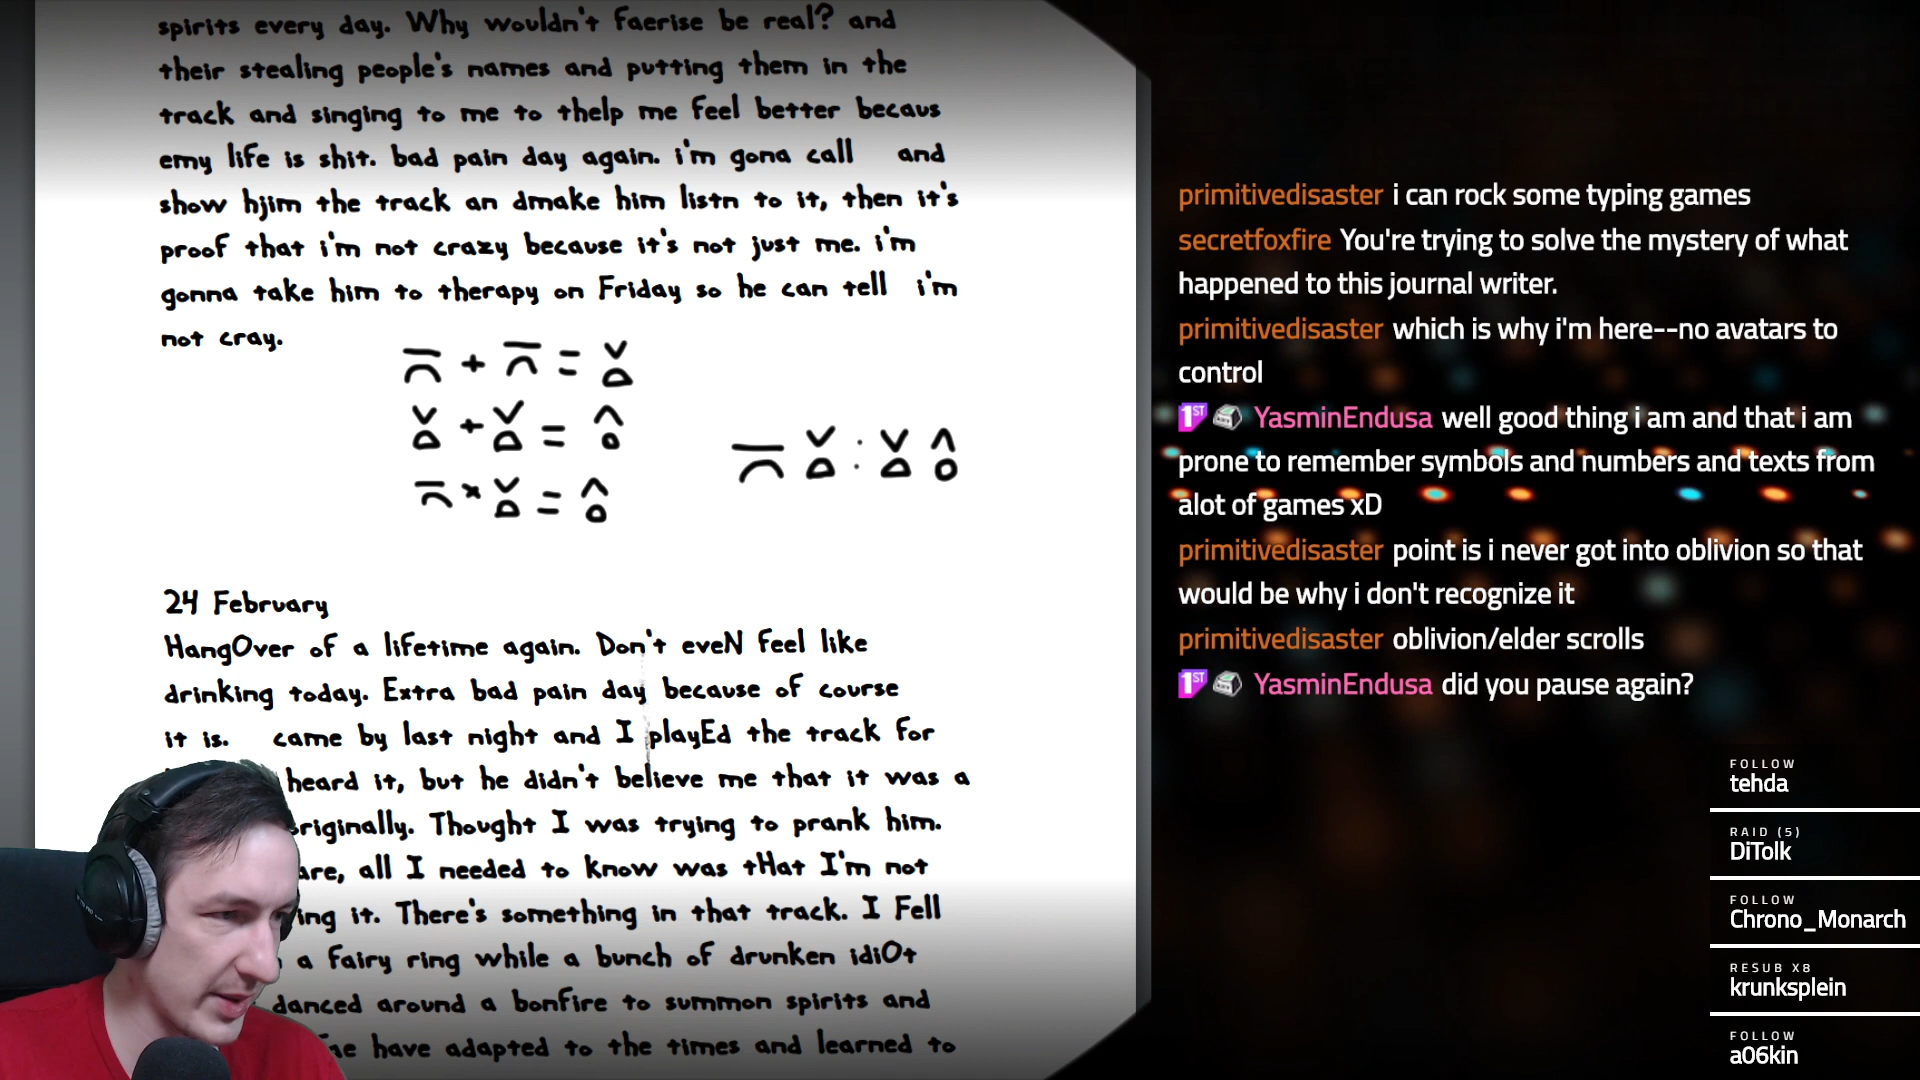 spirits every day. Why wouldn't faerise be real? and
their stealing people's names and putting them in the
track and singing to me to thelp me feel better becaus
emy life is shit. bad pain day again. i'm gona call and
show hjim the track an dmake him listn to it, then it's
proof that i'm not crazy because it's not just me. i'm
gonna take him to therapy on Friday so he can tell i'm
not cray.
24 February
HangOver of a lifetime again. Don't eveN feel like
drinking today. Extra bad pain day because of course
it is. came by last night and I playEd the track for
heard it, but he didn't believe me that it was a
originally. Thought I was trying to prank him.
all I needed to know was tHat I'm not
it. There's something in that track. I Fell
a fairy ring while a bunch of drunken idiOt
danced around a bonfire to summon spirits and
have adapted to the times and learned to
primitivedisaster i can rock some typing games
secretfoxfire You're trying to solve the mystery of what
happened to this journal writer.
primitivedisaster which is why i'm here--no avatars to
control
1ST YasminEndusa well good thing i am and that i am
prone to remember symbols and numbers and texts from
alot of games xD
primitivedisaster point is i never got into oblivion so that
would be why i don't recognize it
primitivedisaster oblivion/elder scrolls
1ST YasminEndusa did you pause again?
FOLLOW
tehda
RAID (5)
DiTolk
FOLLOW
Chrono_Monarch
RESUB X8
krunksplein
FOLLOW
a06kin